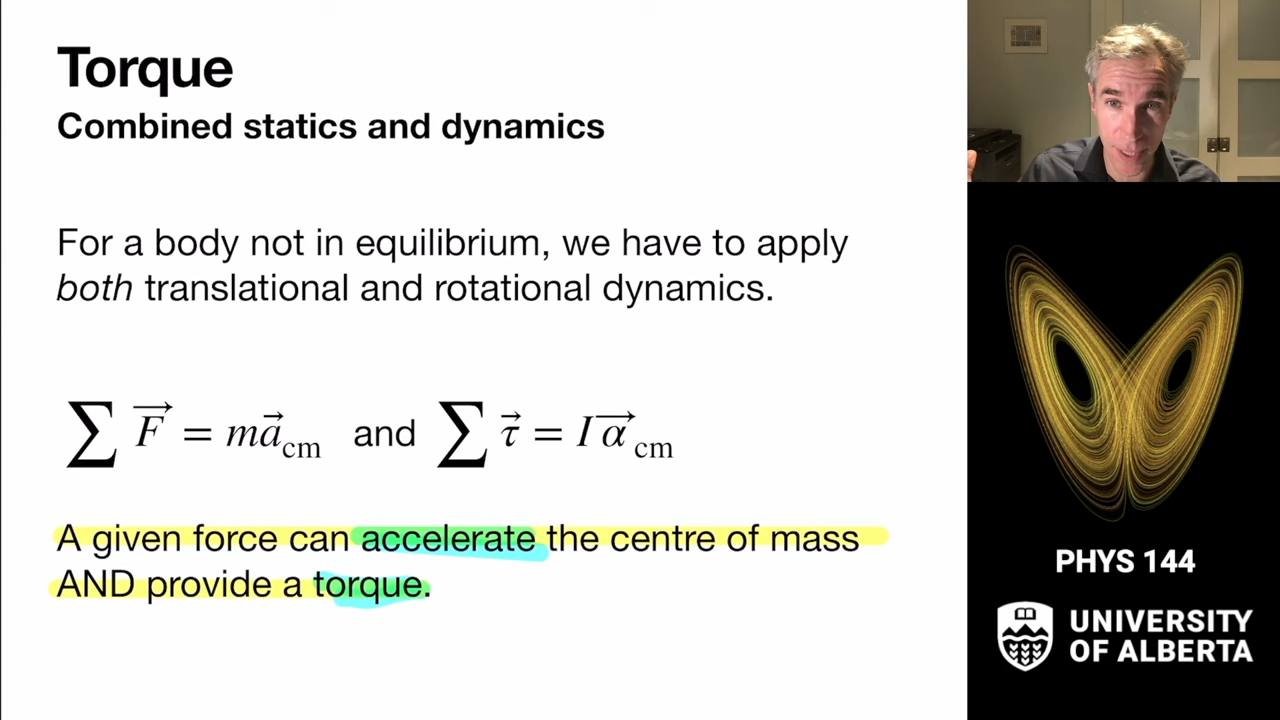 Torque
Combined statics and dynamics
For a body not in equilibrium, we have to apply
both translational and rotational dynamics.
∑ F⃗ = ma⃗cm and ∑ τ⃗ = Iα⃗cm
A given force can accelerate the centre of mass
AND provide a torque.
PHYS 144
UNIVERSITY
OF ALBERTA